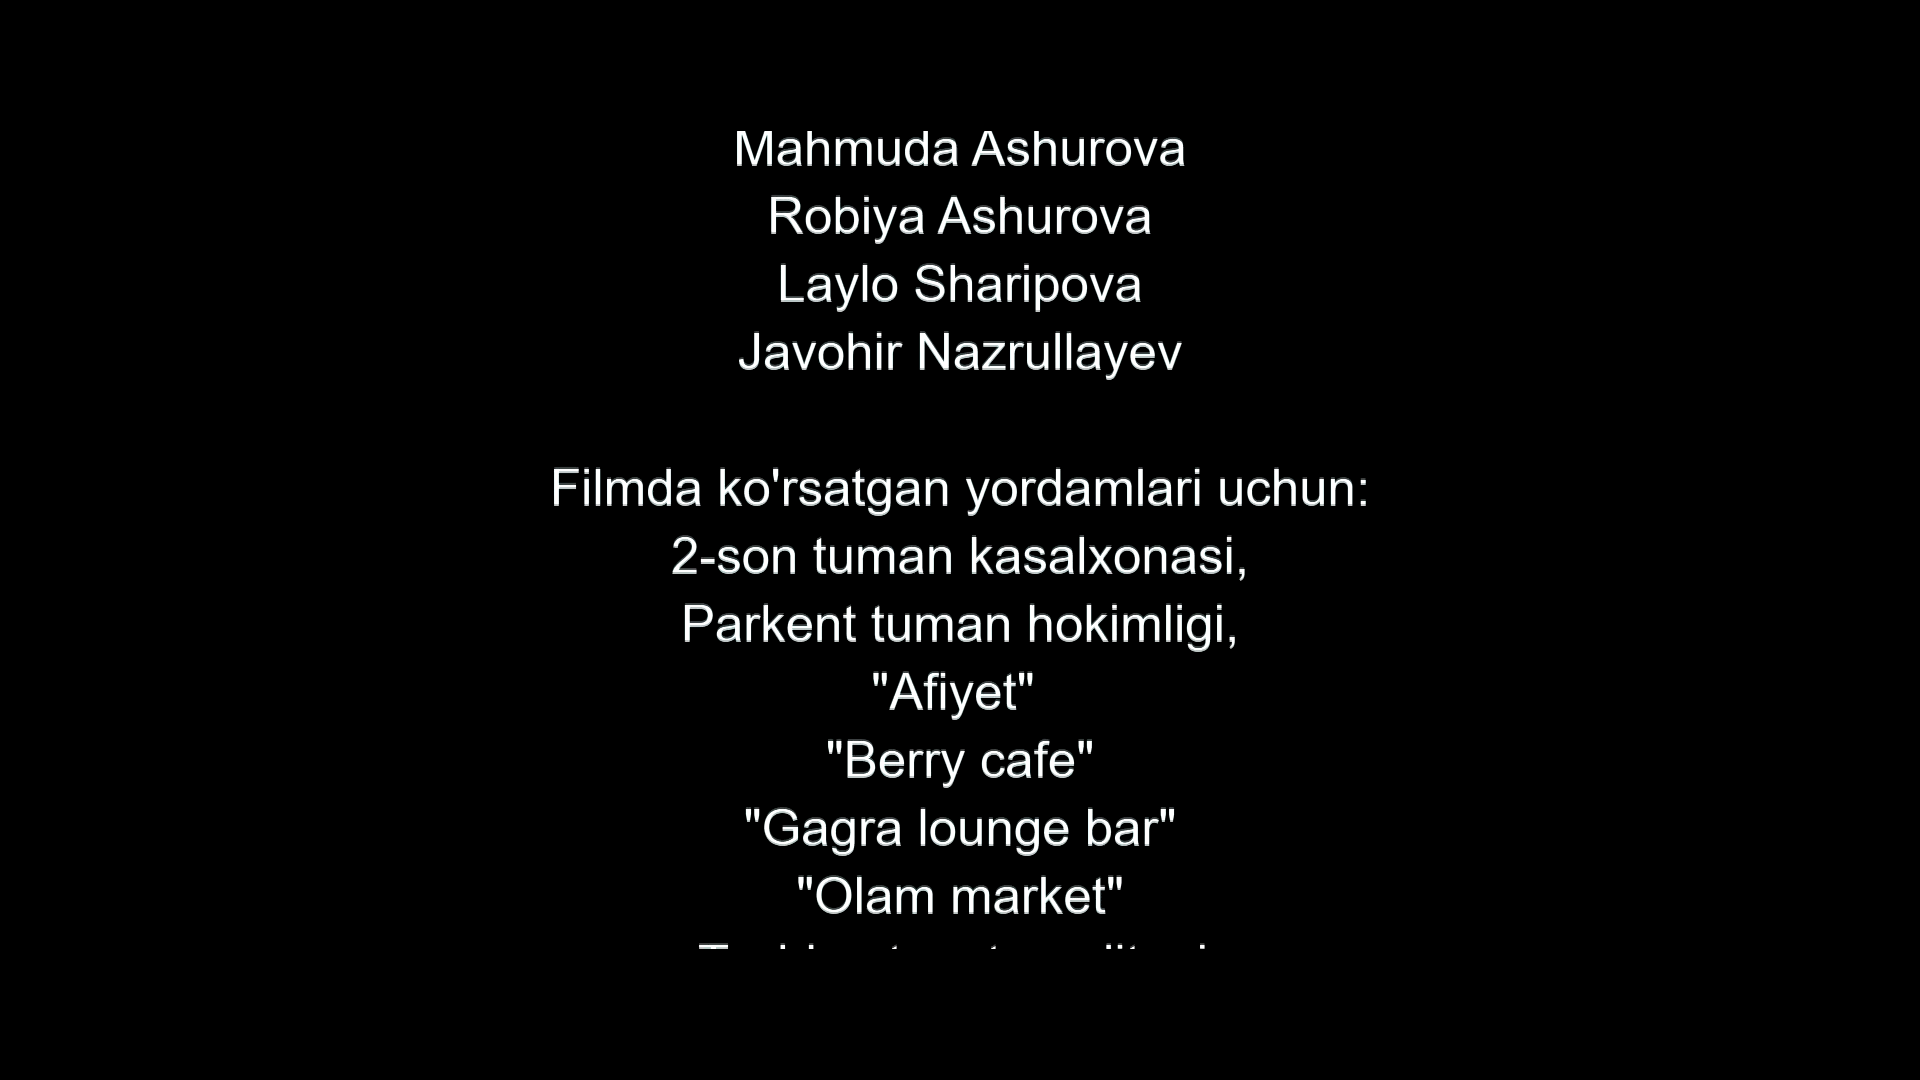 Mahmuda Ashurova
Robiya Ashurova
Laylo Sharipova
Javohir Nazrullayev
Filmda ko'rsatgan yordamlari uchun:
2-son tuman kasalxonasi,
Parkent tuman hokimligi,
"Afiyet"
"Berry cafe"
"Gagra lounge bar"
"Olam market"